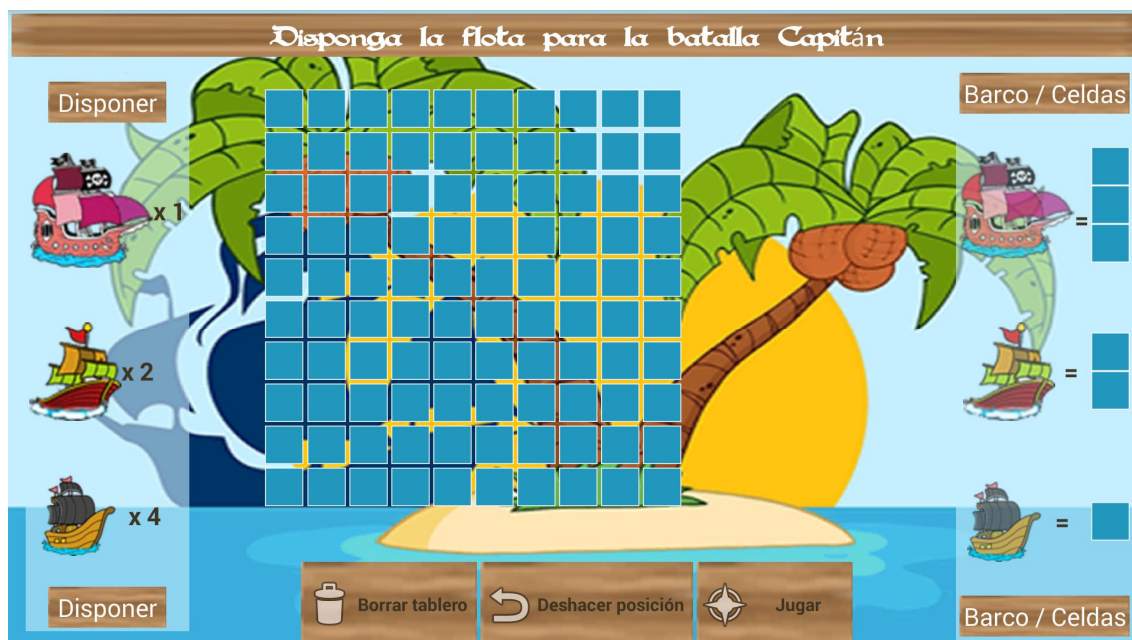 Disponga la flota para la batalla Capitán
Disponer
Barco / Celdas
x 1
=
x 2
=
x 4
=
Disponer
Borrar tablero
Deshacer posición
Jugar
Barco / Celdas